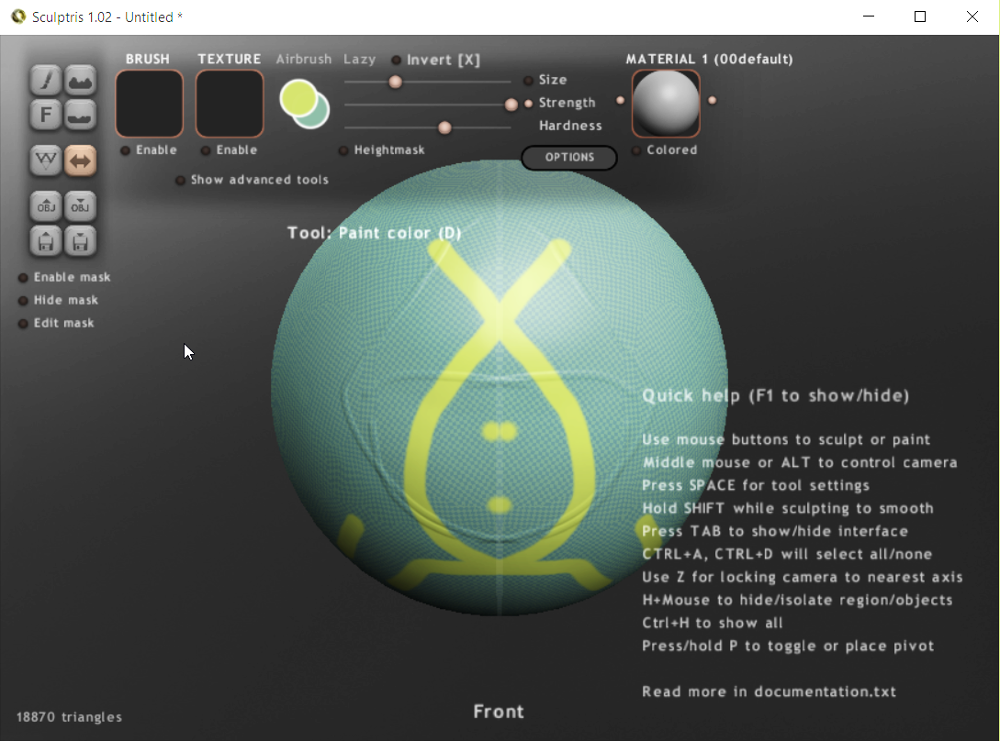 Sculptris 1.02 - Untitled *
BRUSH
TEXTURE
Airbrush
Lazy
Invert [X]
MATERIAL 1 (00default)
Size
Strength
Hardness
F
Enable
Enable
Heightmask
OPTIONS
Colored
Show advanced tools
OBJ
OBJ
Tool: Paint color (D)
Enable mask
Hide mask
Edit mask
Quick help (F1 to show/hide)
Use mouse buttons to sculpt or paint
Middle mouse or ALT to control camera
Press SPACE for tool settings
Hold SHIFT while sculpting to smooth
Press TAB to show/hide interface
CTRL+A, CTRL+D will select all/none
Use Z for locking camera to nearest axis
H+Mouse to hide/isolate region/objects
Ctrl+H to show all
Press/hold P to toggle or place pivot
Read more in documentation.txt
Front
18870 triangles